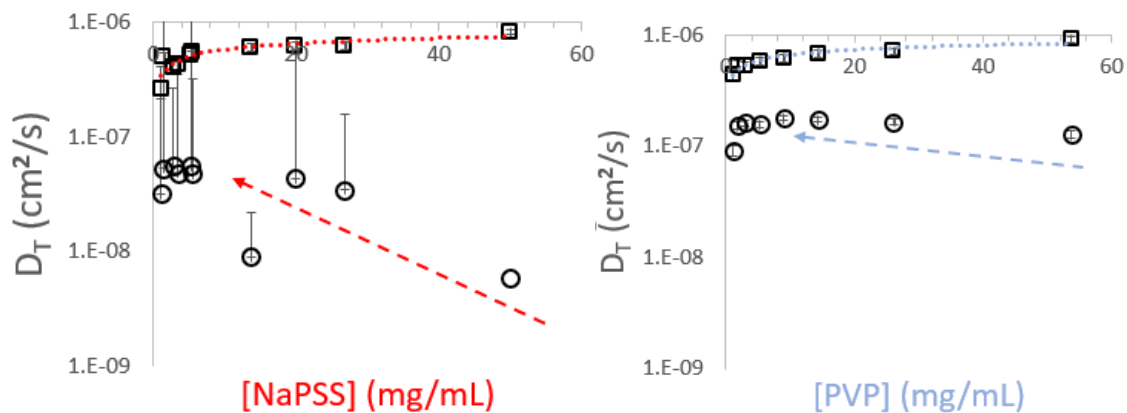 1.E-06
0
20
40
60
1.E-07
1.E-08
1.E-09
D_T (cm²/s)
[NaPSS] (mg/mL)
1.E-06
0
20
40
60
1.E-07
1.E-08
1.E-09
D_T (cm²/s)
[PVP] (mg/mL)